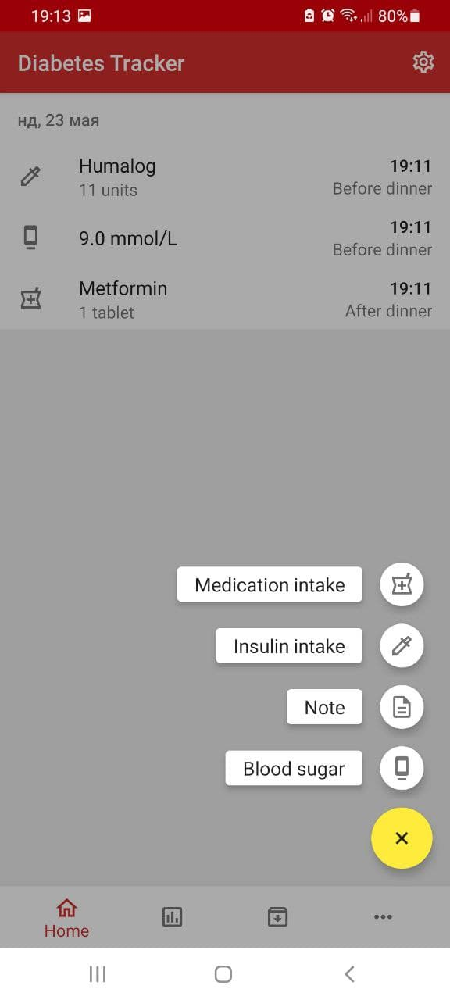 19:13
80%
Diabetes Tracker
нд, 23 мая
Humalog
19:11
11 units
Before dinner
9.0 mmol/L
19:11
Before dinner
Metformin
19:11
1 tablet
After dinner
Medication intake
Insulin intake
Note
Blood sugar
Home